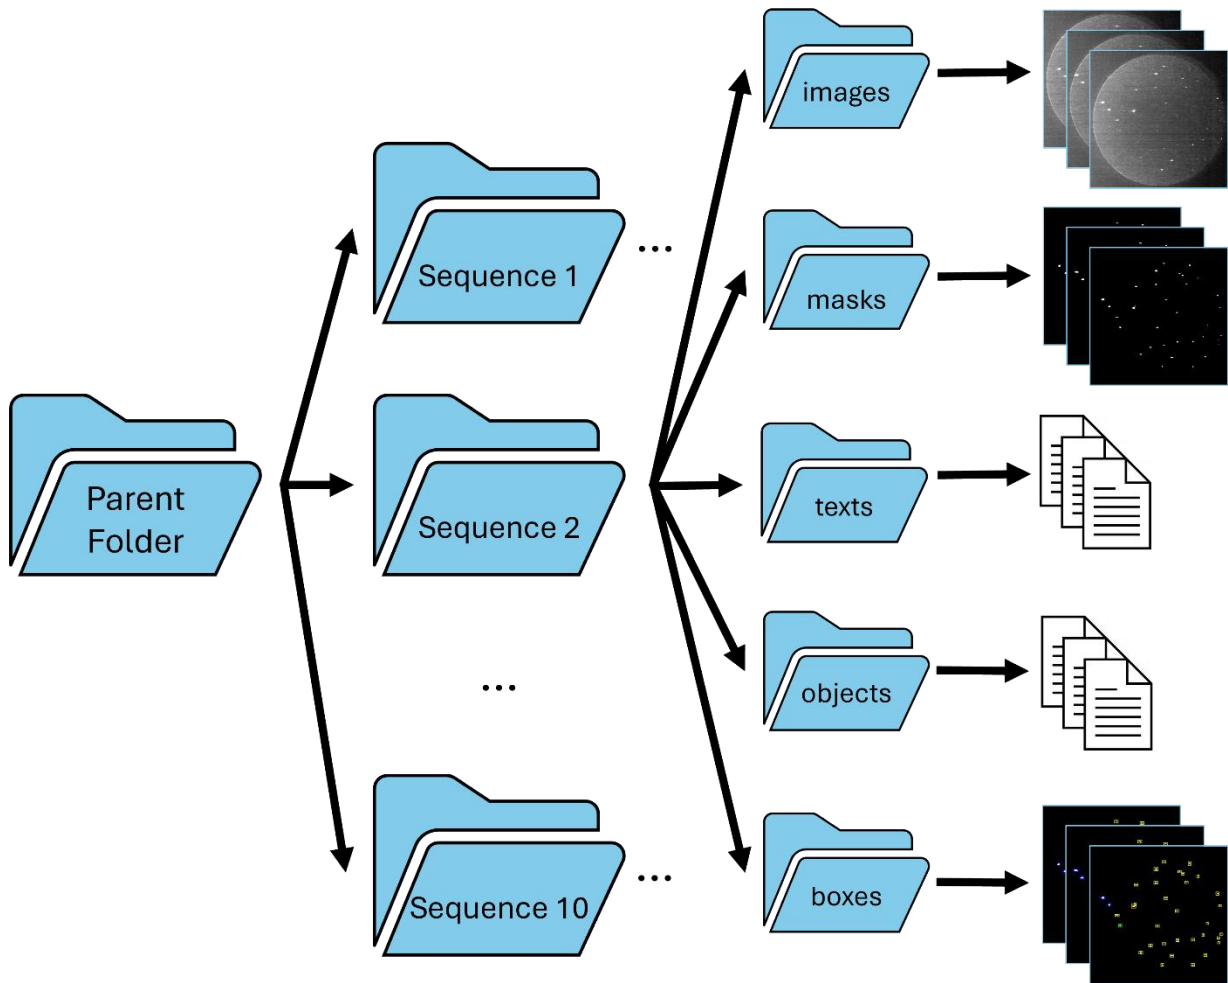 Parent
Folder
Sequence 1
...
Sequence 2
...
Sequence 10
...
images
masks
texts
objects
boxes